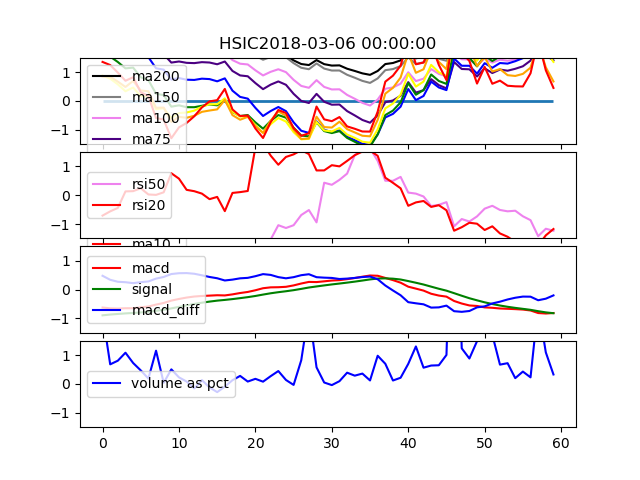 HSIC2018-03-06 00:00:00
1
0
−1
ma200
ma150
ma100
ma75
1
0
−1
rsi50
rsi20
ma10
1
0
−1
macd
signal
macd_diff
1
0
−1
volume as pct
0 10 20 30 40 50 60